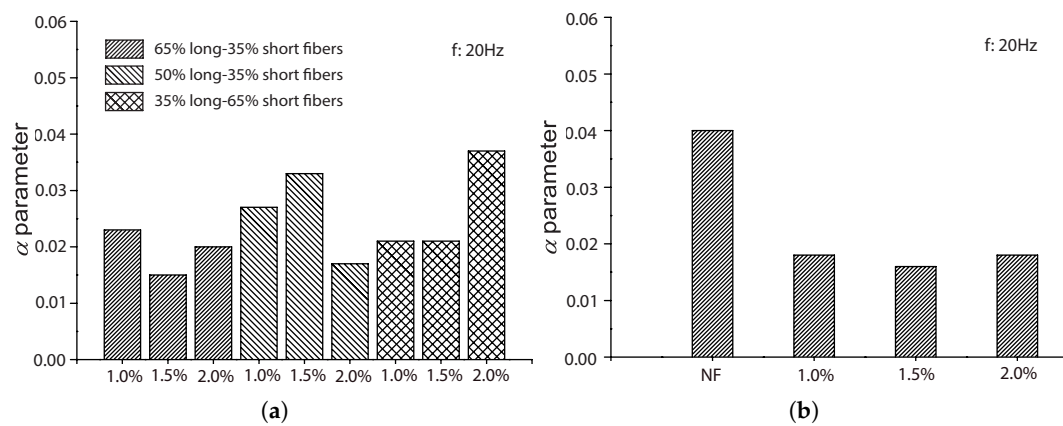 0.06
0.05
0.04
0.03
0.02
0.01
0.00
α parameter
65% long-35% short fibers
50% long-35% short fibers
35% long-65% short fibers
f: 20Hz
1.0% 1.5% 2.0% 1.0% 1.5% 2.0% 1.0% 1.5% 2.0%
(a)
0.06
0.05
0.04
0.03
0.02
0.01
0.00
α parameter
f: 20Hz
NF 1.0% 1.5% 2.0%
(b)